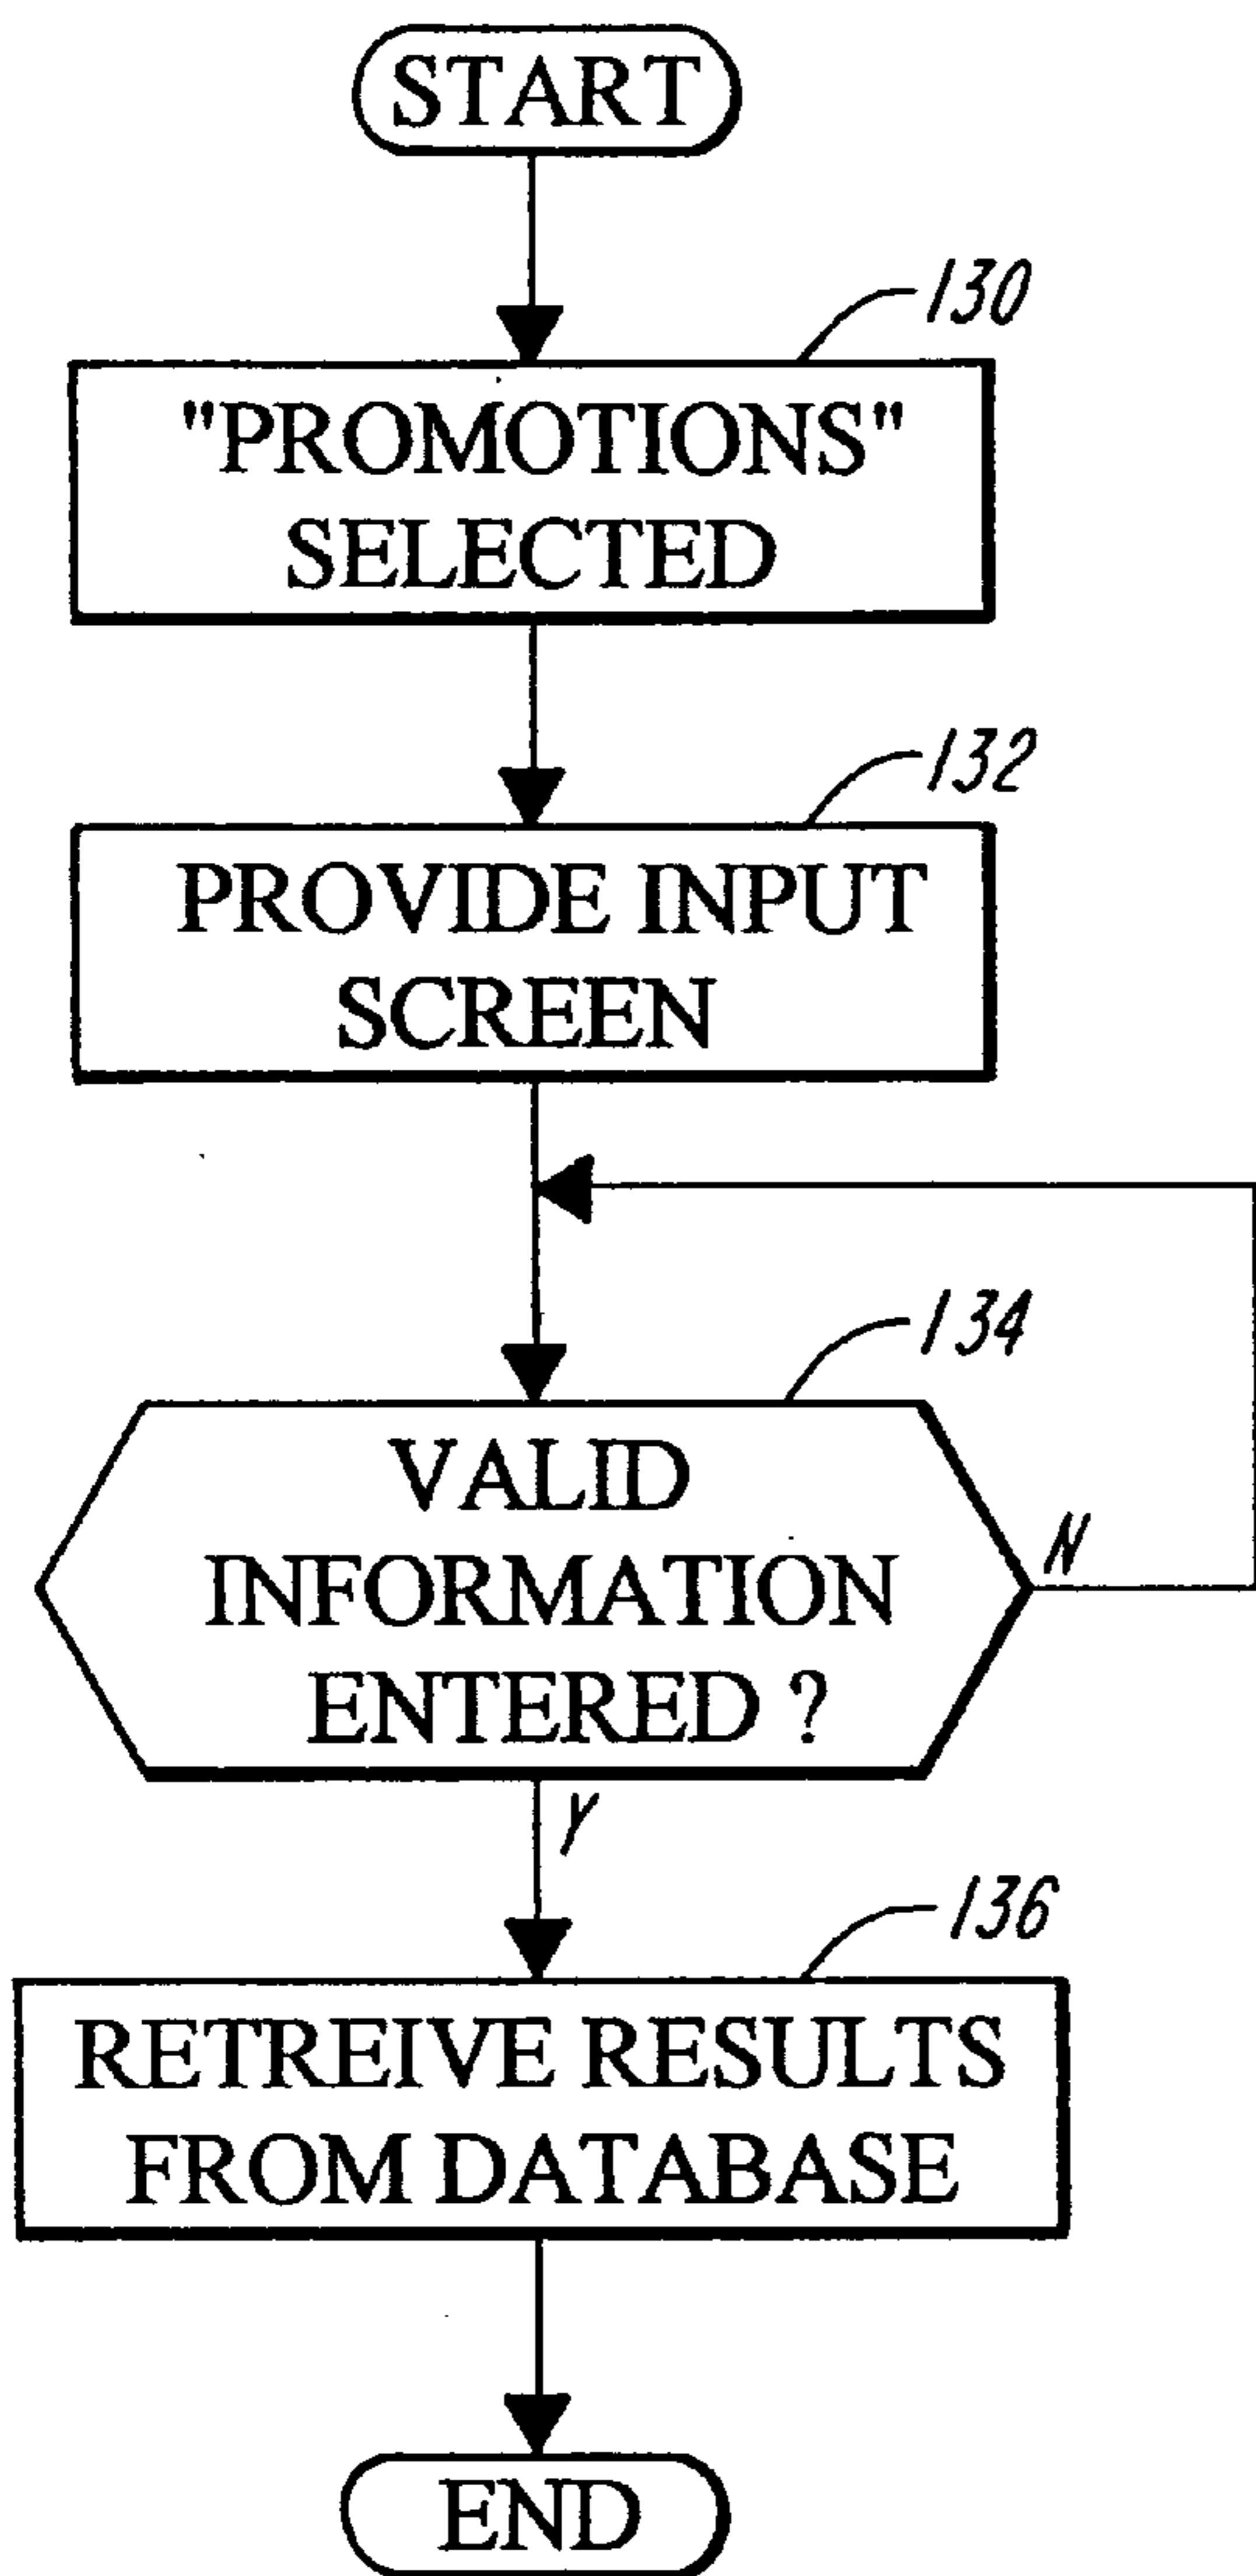 START
130
"PROMOTIONS"
SELECTED
132
PROVIDE INPUT
SCREEN
134
VALID
INFORMATION
ENTERED ?
N
Y
136
RETREIVE RESULTS
FROM DATABASE
END